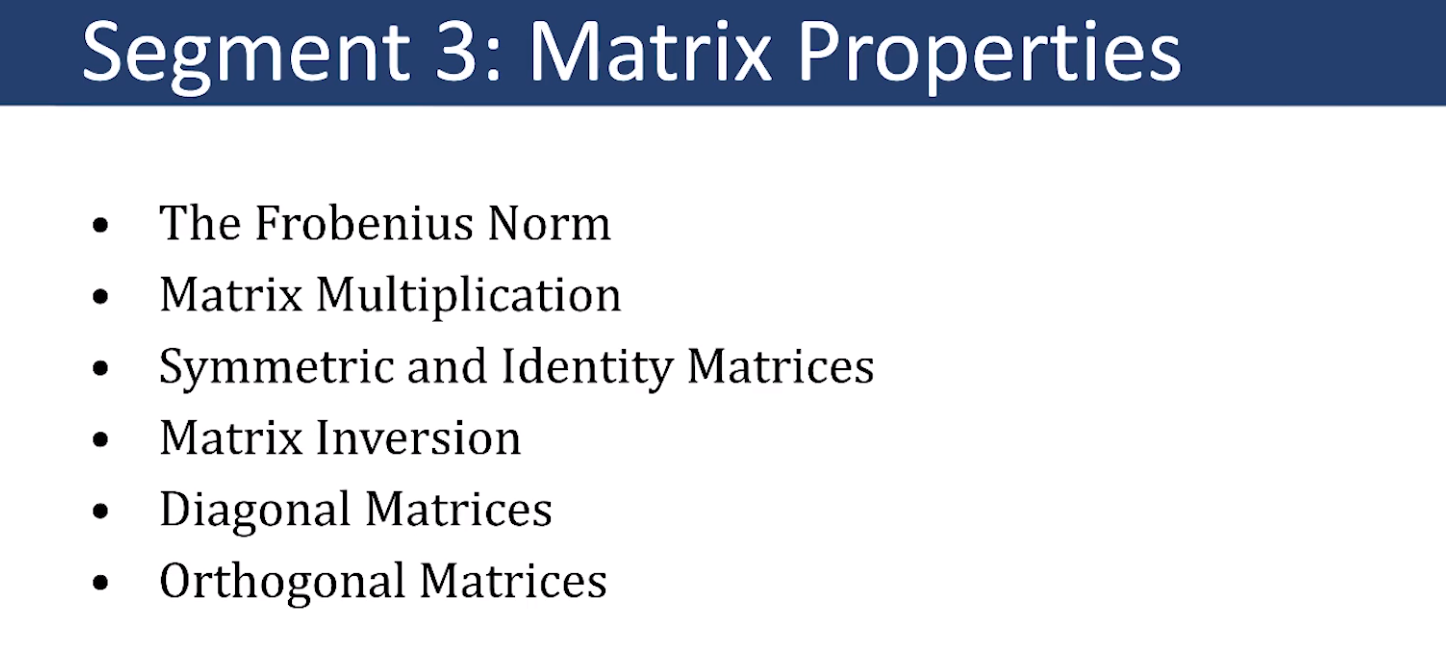 Segment 3: Matrix Properties
• The Frobenius Norm
• Matrix Multiplication
• Symmetric and Identity Matrices
• Matrix Inversion
• Diagonal Matrices
• Orthogonal Matrices